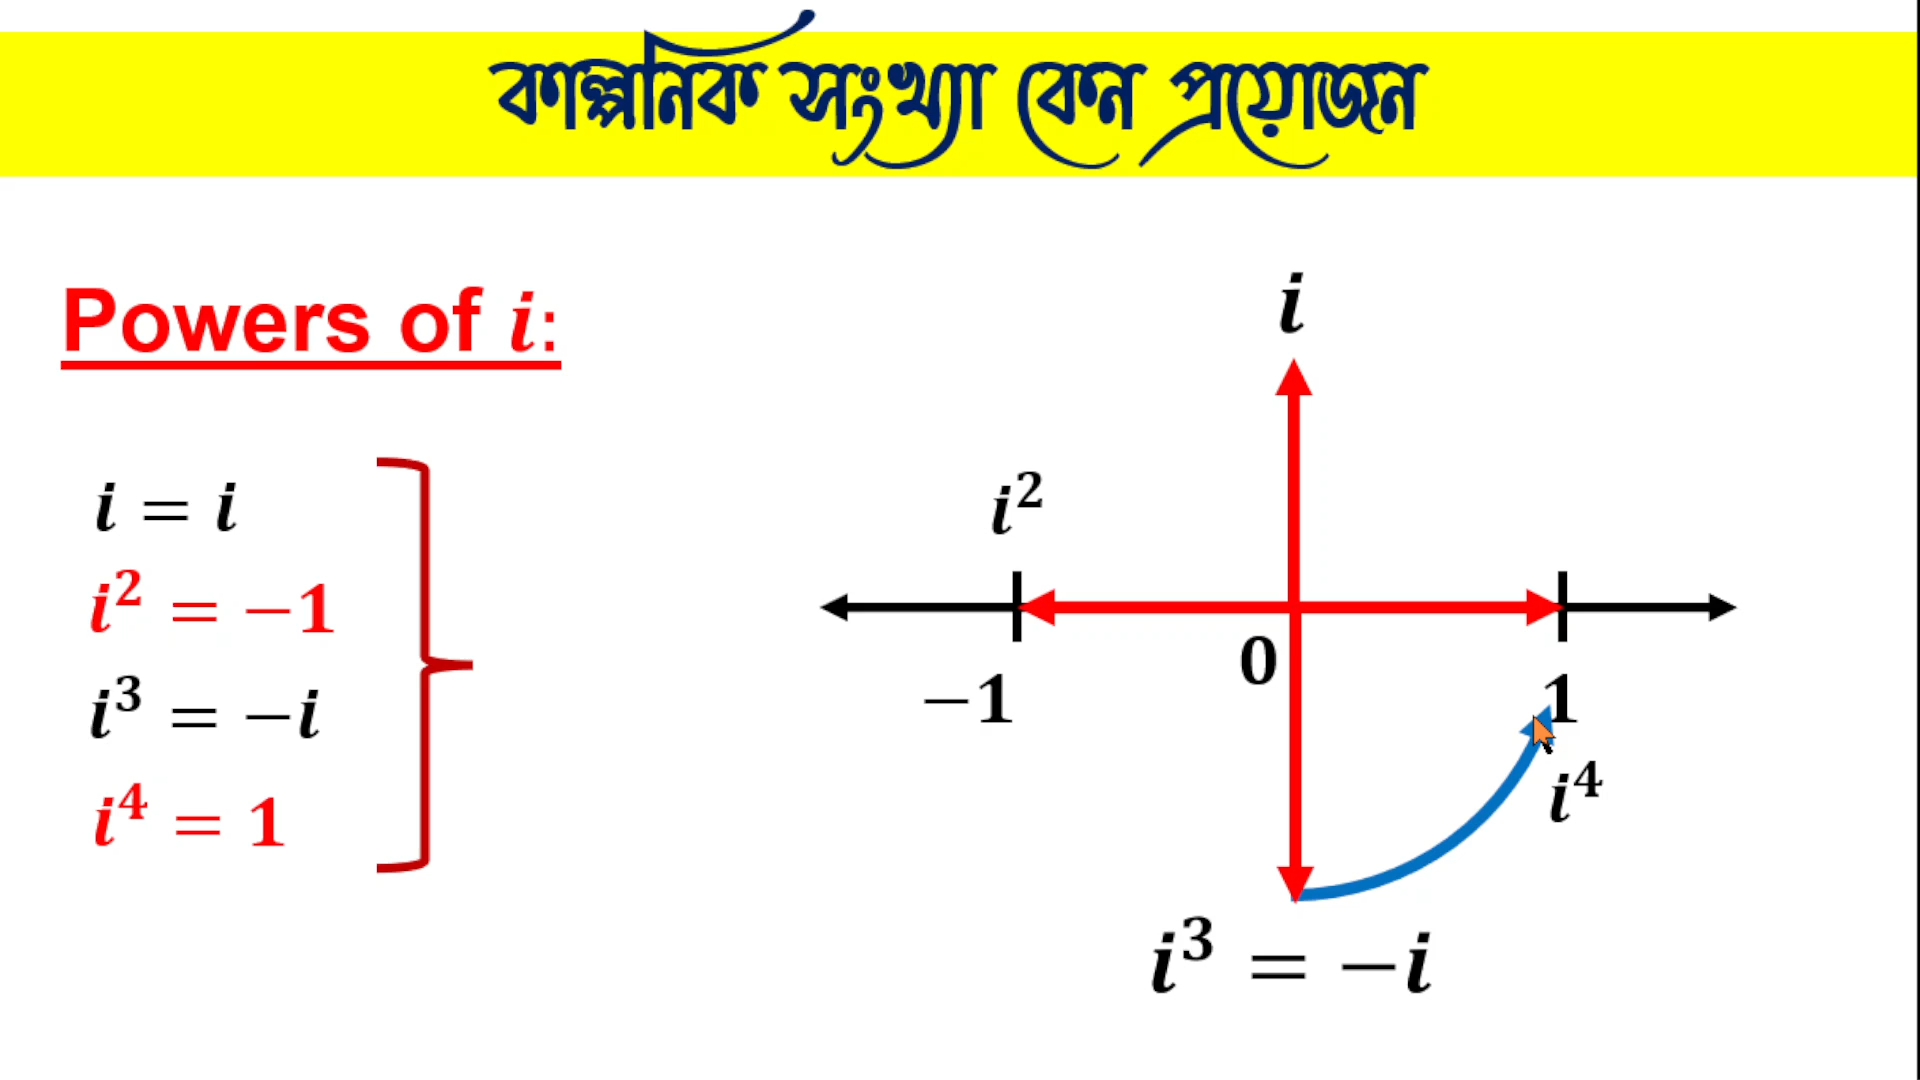 কাল্পনিক সংখ্যা কেন প্রয়োজন
Powers of i:
i = i
i² = −1
i³ = −i
i⁴ = 1
i
i²
−1
0
1
i⁴
i³ = −i